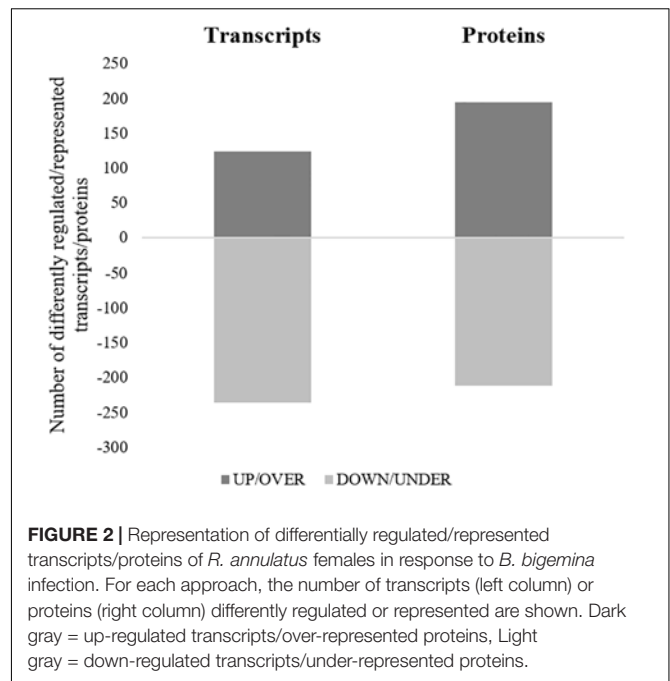 Transcripts Proteins
Number of differently regulated/represented
transcripts/proteins
250
200
150
100
50
0
-50
-100
-150
-200
-250
-300
UP/OVER DOWN/UNDER
FIGURE 2 | Representation of differentially regulated/represented
transcripts/proteins of R. annulatus females in response to B. bigemina
infection. For each approach, the number of transcripts (left column) or
proteins (right column) differently regulated or represented are shown. Dark
gray = up-regulated transcripts/over-represented proteins, Light
gray = down-regulated transcripts/under-represented proteins.